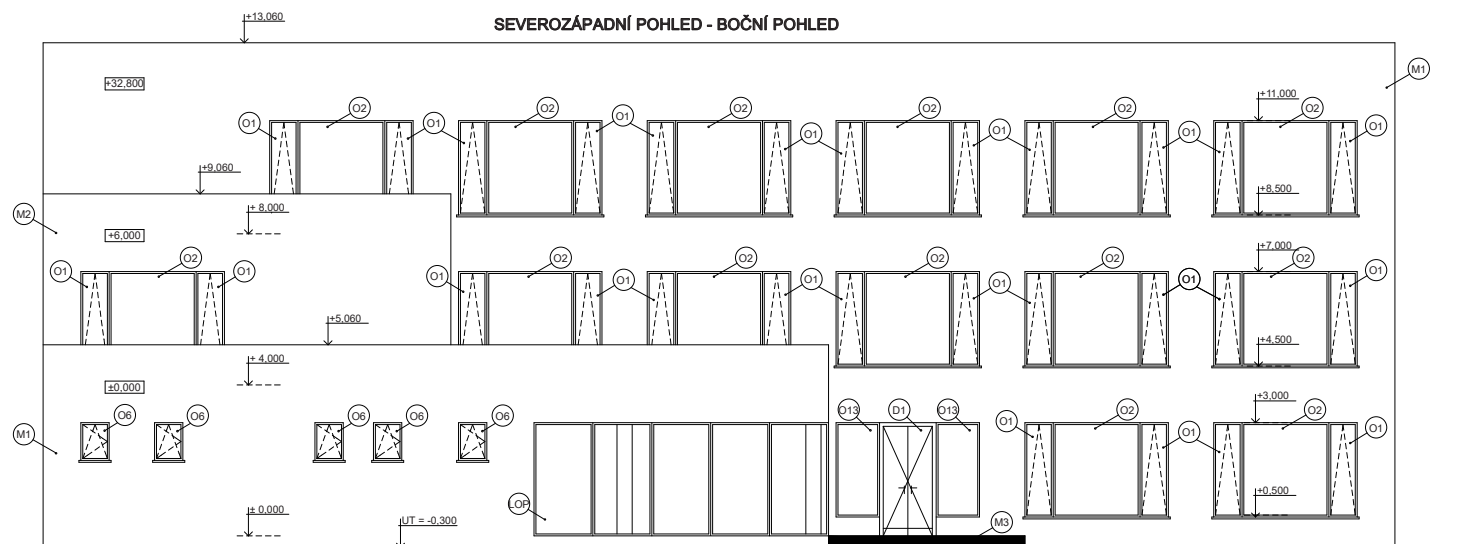 SEVEROZÁPADNÍ POHLED - BOČNÍ POHLED
+13,060
+32,800
M1
+11,000
O1
O2
O1
O2
O1
O2
O1
O2
O1
O2
O1
O2
O1
+9,060
+8,500
M2
+ 8,000
+6,000
+7,000
O1
O2
O1
O1
O2
O1
O2
O1
O2
O1
O2
O1
O2
O1
+5,060
+4,500
+ 4,000
±0,000
+3,000
M1
O6
O6
O6
O6
O6
O13
D1
O13
O1
O2
O1
O2
O1
LOP
+0,500
± 0,000
UT = -0,300
M3